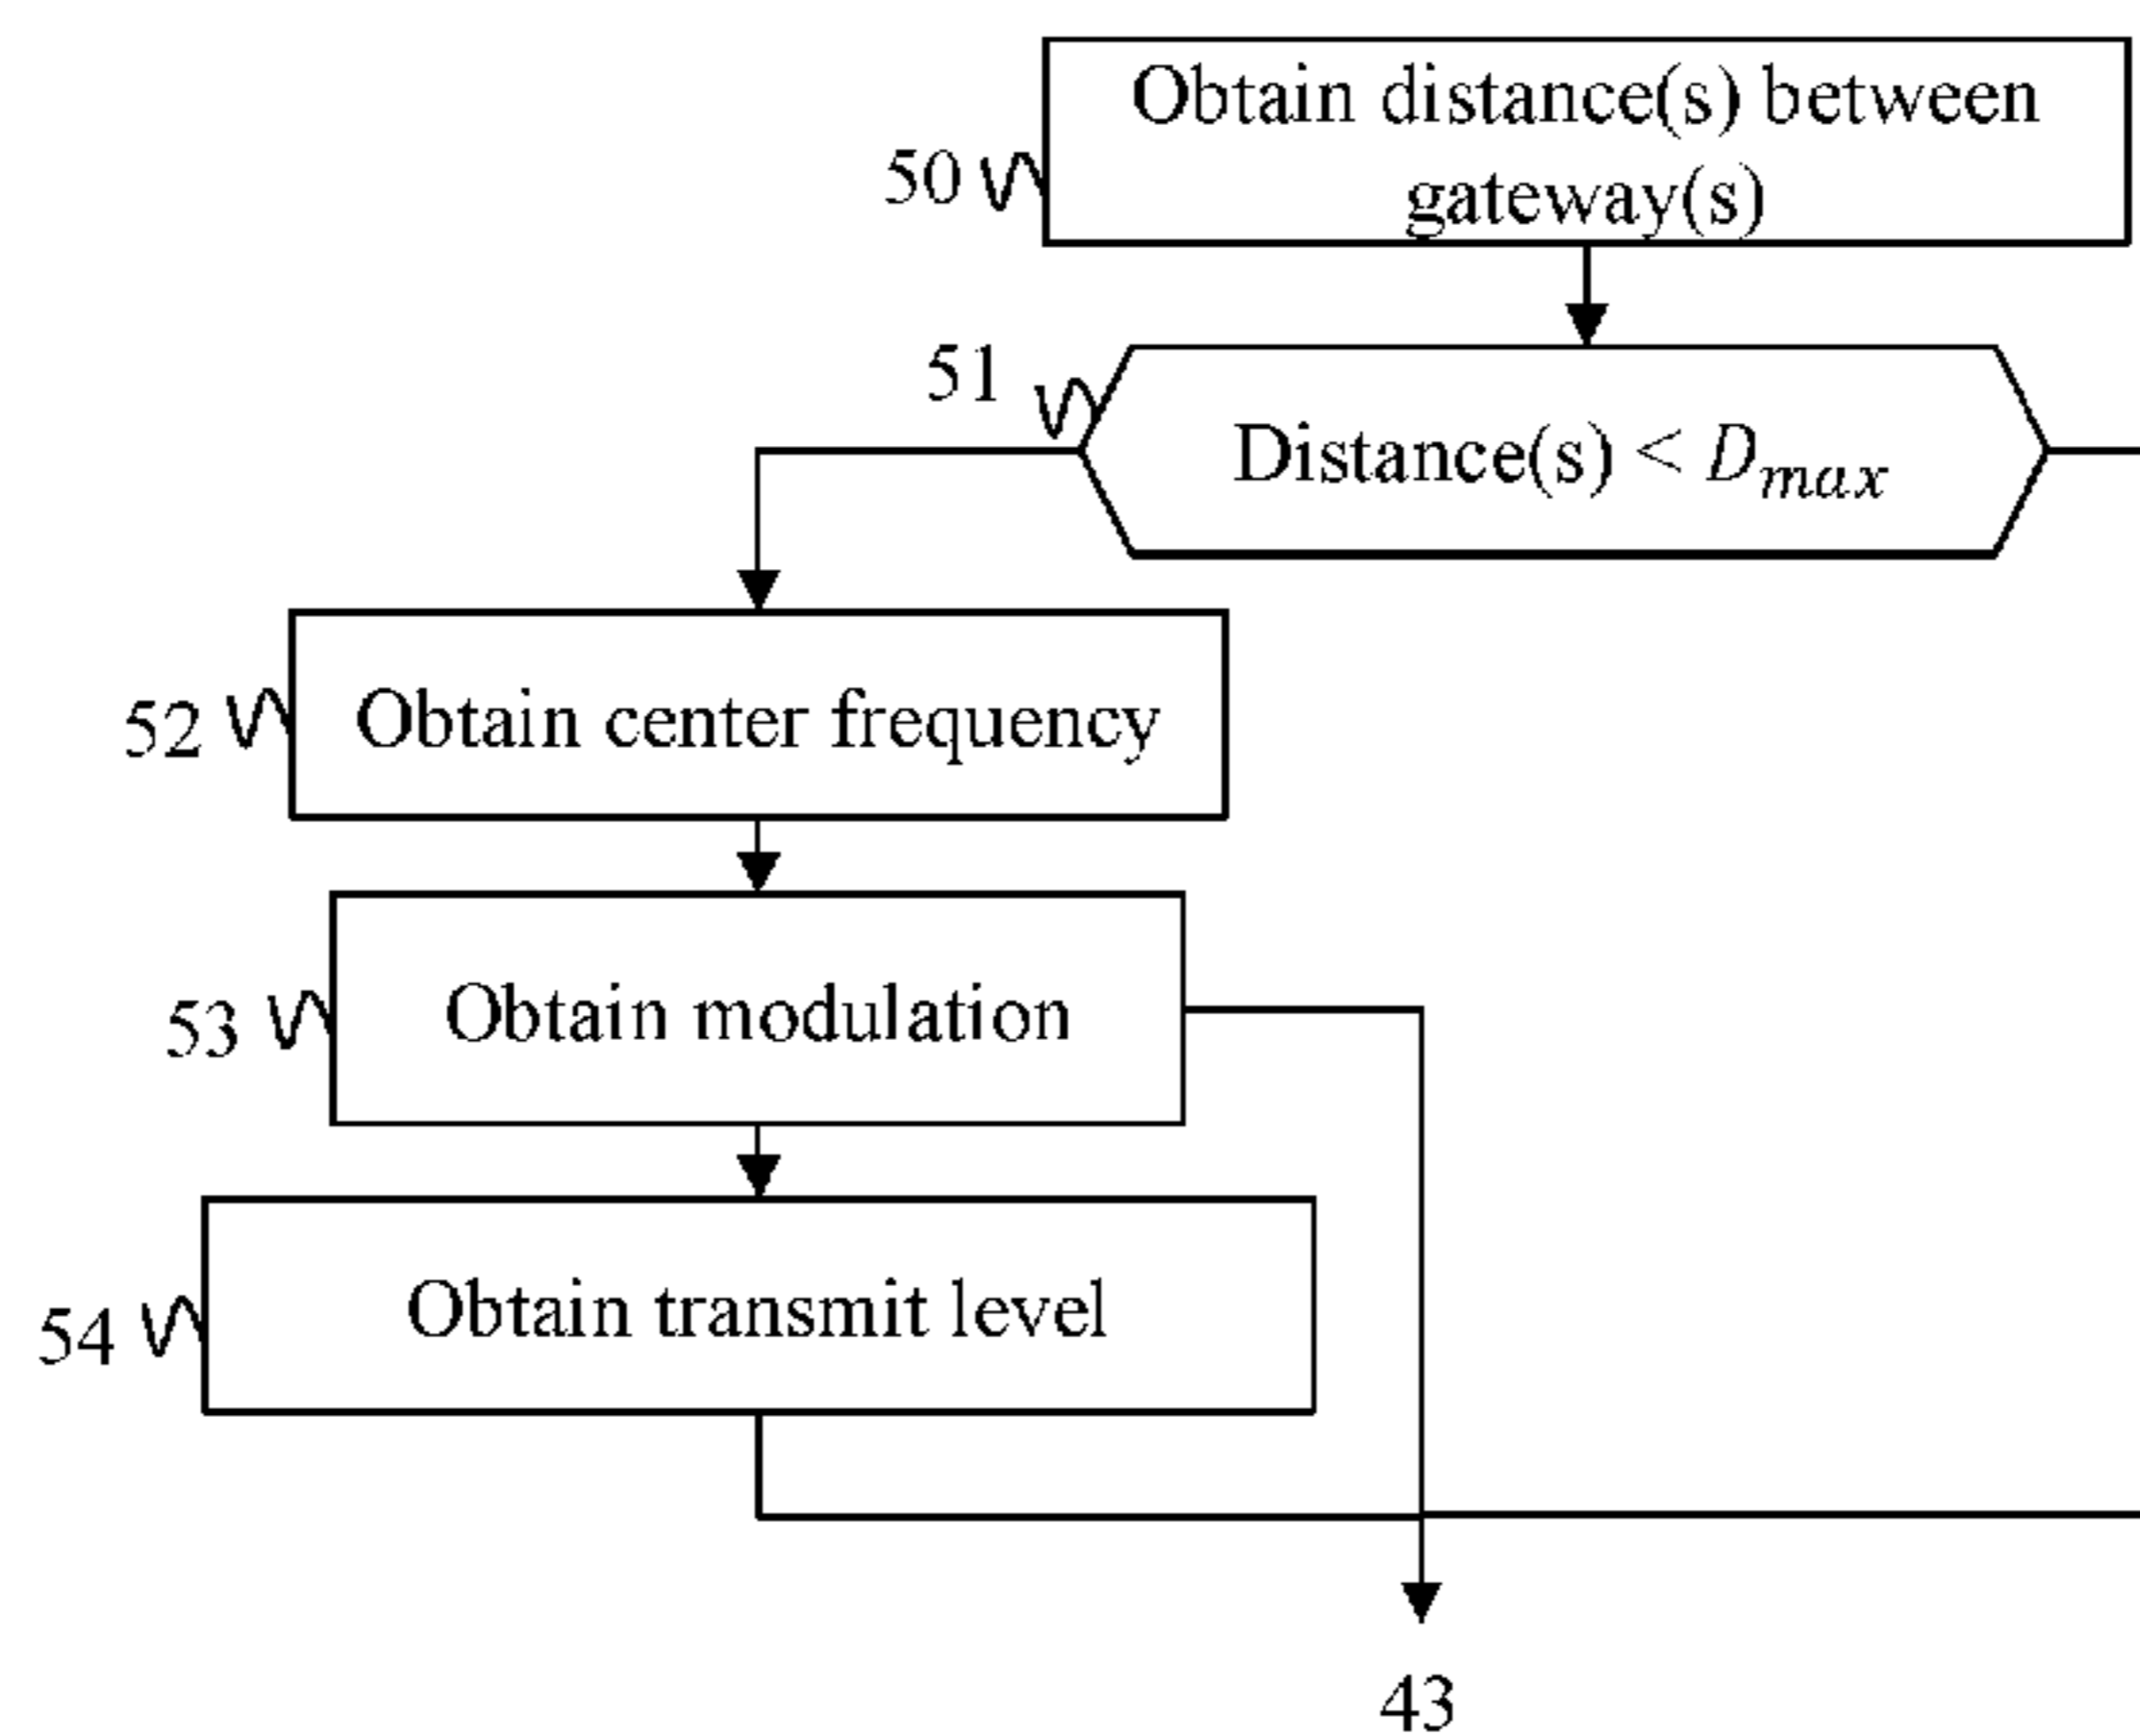 Obtain distance(s) between
gateway(s)
50
51
Distance(s) < D_max
52
Obtain center frequency
53
Obtain modulation
54
Obtain transmit level
43